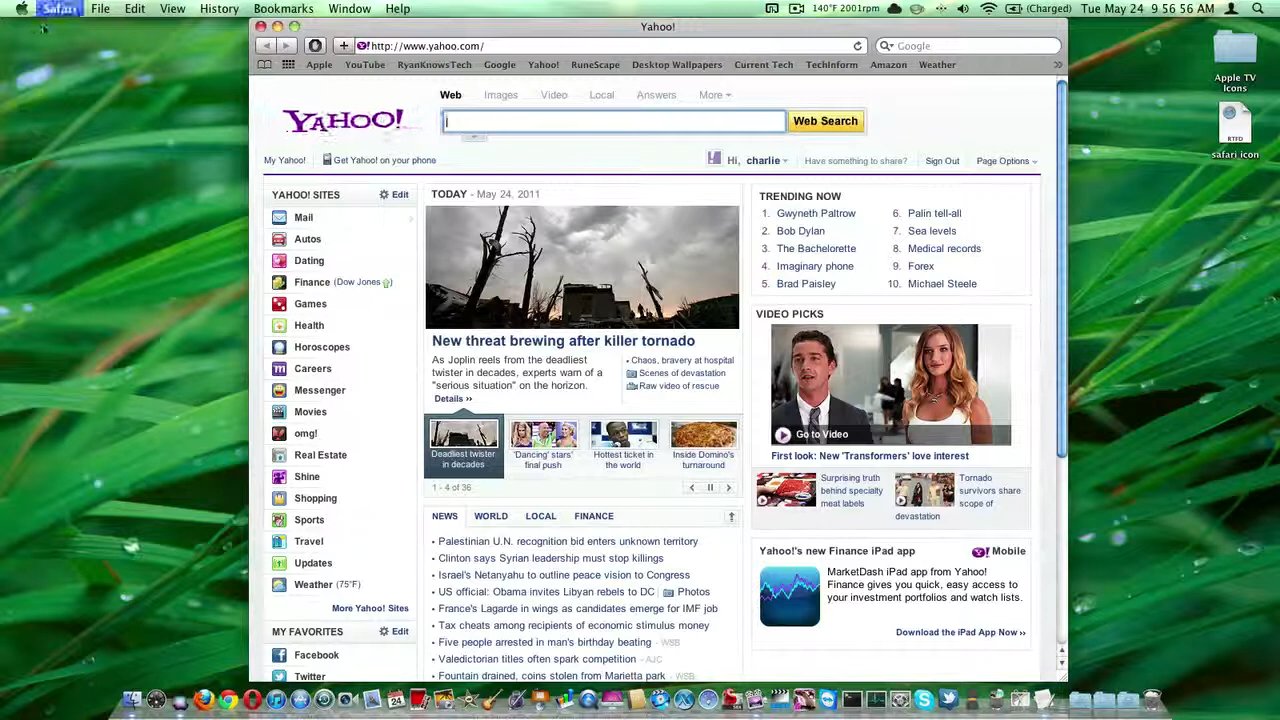 Safari File Edit View History Bookmarks Window Help 140°F 2001rpm (Charged) Tue May 24 9:56:56 AM
Yahoo!
http://www.yahoo.com/ Google
Apple YouTube RyanKnowsTech Google Yahoo! RuneScape Desktop Wallpapers Current Tech TechInform Amazon Weather »
Apple TV
Icons
RTFD
safari icon
Web Images Video Local Answers More
YAHOO! Web Search
My Yahoo! Get Yahoo! on your phone Hi, charlie Have something to share? Sign Out Page Options
YAHOO! SITES Edit
Mail
Autos
Dating
Finance (Dow Jones)
Games
Health
Horoscopes
Careers
Messenger
Movies
omg!
Real Estate
Shine
Shopping
Sports
Travel
Updates
Weather (75°F)
More Yahoo! Sites
MY FAVORITES Edit
Facebook
Twitter
TODAY - May 24, 2011
New threat brewing after killer tornado
As Joplin reels from the deadliest
twister in decades, experts warn of a
"serious situation" on the horizon.
Details ››
• Chaos, bravery at hospital
Scenes of devastation
Raw video of rescue
Deadliest twister
in decades
'Dancing' stars'
final push
Hottest ticket in
the world
Inside Domino's
turnaround
1 - 4 of 36
NEWS WORLD LOCAL FINANCE
• Palestinian U.N. recognition bid enters unknown territory
• Clinton says Syrian leadership must stop killings
• Israel's Netanyahu to outline peace vision to Congress
• US official: Obama invites Libyan rebels to DC | Photos
• France's Lagarde in wings as candidates emerge for IMF job
• Tax cheats among recipients of economic stimulus money
• Five people arrested in man's birthday beating - WSB
• Valedictorian titles often spark competition - AJC
• Fountain drained, coins stolen from Marietta park - WSB
TRENDING NOW
1. Gwyneth Paltrow
2. Bob Dylan
3. The Bachelorette
4. Imaginary phone
5. Brad Paisley
6. Palin tell-all
7. Sea levels
8. Medical records
9. Forex
10. Michael Steele
VIDEO PICKS
Go to Video
First look: New 'Transformers' love interest
Surprising truth
behind specialty
meat labels
Tornado
survivors share
scope of
devastation
Yahoo!'s new Finance iPad app Y! Mobile
MarketDash iPad app from Yahoo!
Finance gives you quick, easy access to
your investment portfolios and watch lists.
Download the iPad App Now ››
24